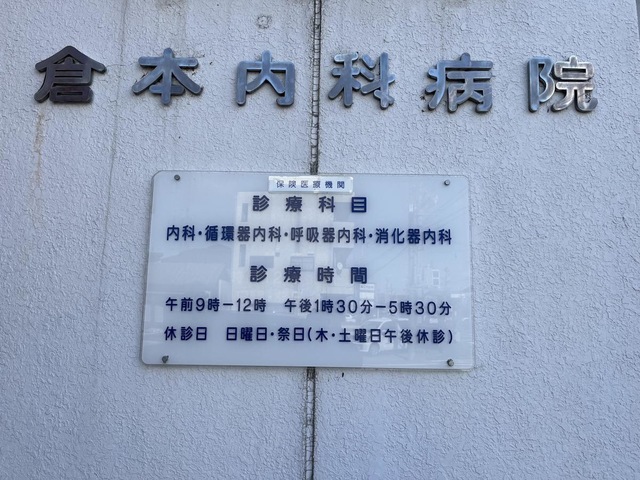 倉本内科病院
保険医療機関
診療科目
内科・循環器内科・呼吸器内科・消化器内科
診療時間
午前9時－12時　午後1時30分－5時30分
休診日　日曜日・祭日(木・土曜日午後休診)